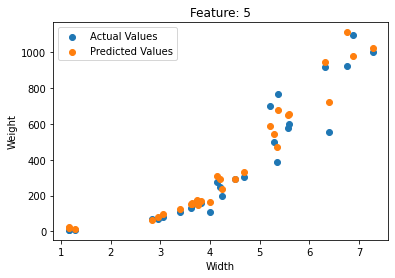 Feature: 5
Actual Values
Predicted Values
1000
800
600
400
200
0
Weight
1 2 3 4 5 6 7
Width